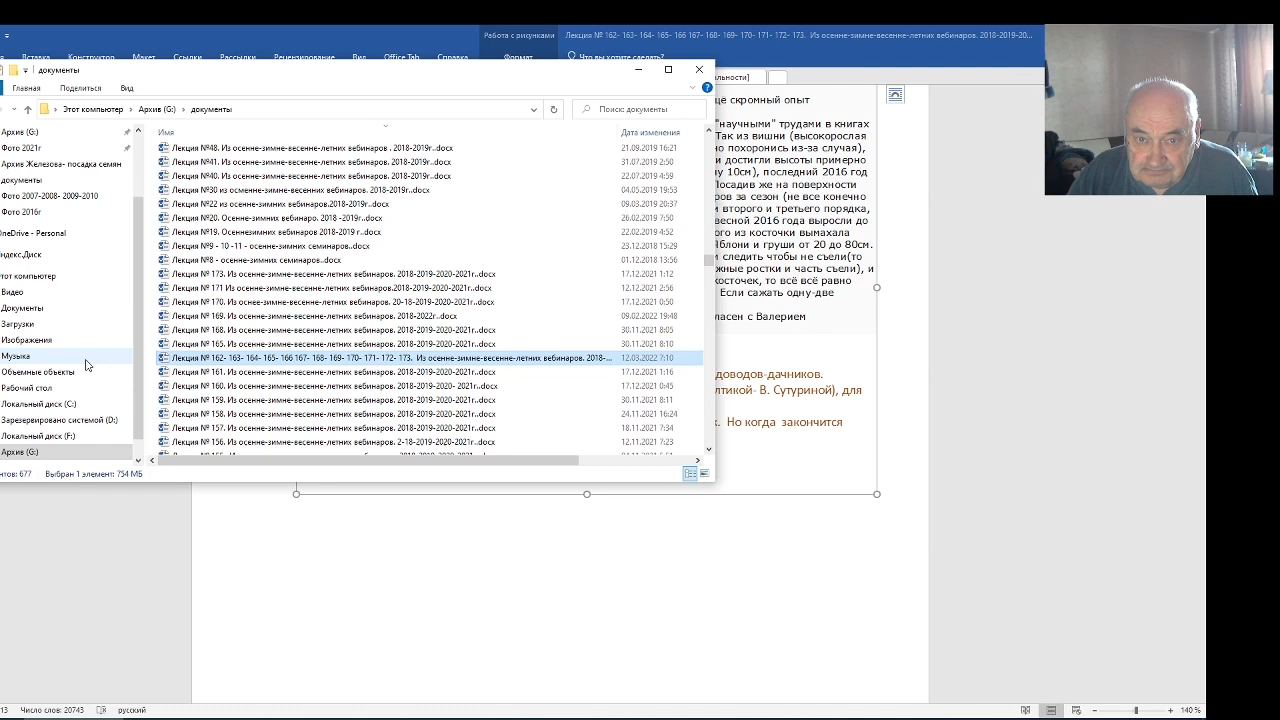 Работа с рисунками
Лекция № 162- 163- 164- 165- 166 167- 168- 169- 170- 171- 172- 173. Из осенне-зимне-весенне-летних вебинаров. 2018-2019-20...
Вставка Конструктор Ссылки Рассылки Рецензирование Вид Office Tab Справка Формат Что вы хотите сделать?
документы
Главная Поделиться Вид
Этот компьютер Архив (G:) документы
Поиск: документы
Имя Дата изменения
Архив (G:)
Фото 2021г
Архив Железова- посадка семян
документы
Фото 2007-2008- 2009-2010
Фото 2016г
OneDrive - Personal
Яндекс.Диск
Этот компьютер
Видео
Документы
Загрузки
Изображения
Музыка
Объемные объекты
Рабочий стол
Локальный диск (C:)
Зарезервировано системой (D:)
Локальный диск (F:)
Архив (G:)
Лекция №48. Из осенне-зимне-весенне-летних вебинаров . 2018-2019г..docx 21.09.2019 16:21
Лекция №41. Из осенне-зимне-весенне-летних вебинаров. 2018-2019г..docx 31.07.2019 2:50
Лекция №40. Из осенне-зимне-весенне-летних вебинаров. 2018-2019г..docx 22.07.2019 4:59
Лекция №30 из осменне-зимне-весенних вебинаров. 2018-2019г..docx 04.05.2019 19:53
Лекция №22 из осенне-зимне-весенних вебинаров.2018-2019г..docx 09.03.2019 20:37
Лекция №20. Осенне-зимних вебинаро. 2018 -2019г..docx 26.02.2019 7:50
Лекция №19. Осеннезимних вебинаров 2018-2019 г..docx 22.02.2019 4:52
Лекция №9 - 10 -11 - осенне-зимних семинаров..docx 23.12.2018 15:29
Лекция №8 - осенне-зимних семинаров..docx 01.12.2018 13:56
Лекция № 173. Из осенне-зимне-весенне-летних вебинаров. 2018-2019-2020-2021г..docx 17.12.2021 1:12
Лекция № 171 Из осенне-зимне-весенне-летних вебинаров.2018-2019-2020-2021г..docx 12.12.2021 2:56
Лекция № 170. Из оснее-зимне-весенне-летних вебинаров. 20-18-2019-2020-2021г..docx 17.12.2021 0:50
Лекция № 169. Из осенне-зимне-весенне-летних вебинаров. 2018-2022г..docx 09.02.2022 19:48
Лекция № 168. Из осенне-зимне-весенне-летних вебинаров. 2018-2019-2020-2021г..docx 30.11.2021 8:05
Лекция № 165. Из осенне-зимне-весенне-летних вебинаров. 2018-2019-2020-2021г..docx 30.11.2021 8:10
Лекция № 162- 163- 164- 165- 166 167- 168- 169- 170- 171- 172- 173. Из осенне-зимне-весенне-летних вебинаров. 2018-... 12.03.2022 7:10
Лекция № 161. Из осенне-зимне-весенне-летних вебинаров. 2018-2019-2020-2021г..docx 17.12.2021 1:16
Лекция № 160. Из осенне-зимне-весенне-летних вебинаров. 2018-2019-2020- 2021г..docx 17.12.2021 0:45
Лекция № 159. Из осенне-зимне-весенне-летних вебинаров. 2018-2019-2020-2021г..docx 30.11.2021 8:11
Лекция № 158. Из осенне-зимне-весенне-летних вебинаров. 2018-2019-2020-2021г..docx 24.11.2021 16:24
Лекция № 157. Из осенне-зимне-весенне-летних вебинаров. 2018-2019-2020-2021г..docx 18.11.2021 7:34
Лекция № 156. Из осенне-зимне-весенне-летних вебинаров. 2-18-2019-2020-2021г..docx 12.11.2021 7:23
нтов: 677 Выбран 1 элемент: 754 МБ
льности]
ще скромный опыт
"научными" трудами в книгах
Так из вишни (высокорослая
но похоронись из-за случая),
и достигли высоты примерно
ну 10см), последний 2016 год
Посадив же на поверхности
ров за сезон (не все конечно
и второго и третьего порядка,
весной 2016 года выросли до
ого из косточки вымахала
Яблони и груши от 20 до 80см.
и следить чтобы не съели(то
жные ростки и часть съели), и
косточек, то всё всё равно
Если сажать одну-две
ласен с Валерием
доводов-дачников.
лтикой- В. Сутуриной), для
к. Но когда закончится
13 Число слов: 20743 русский 140 %